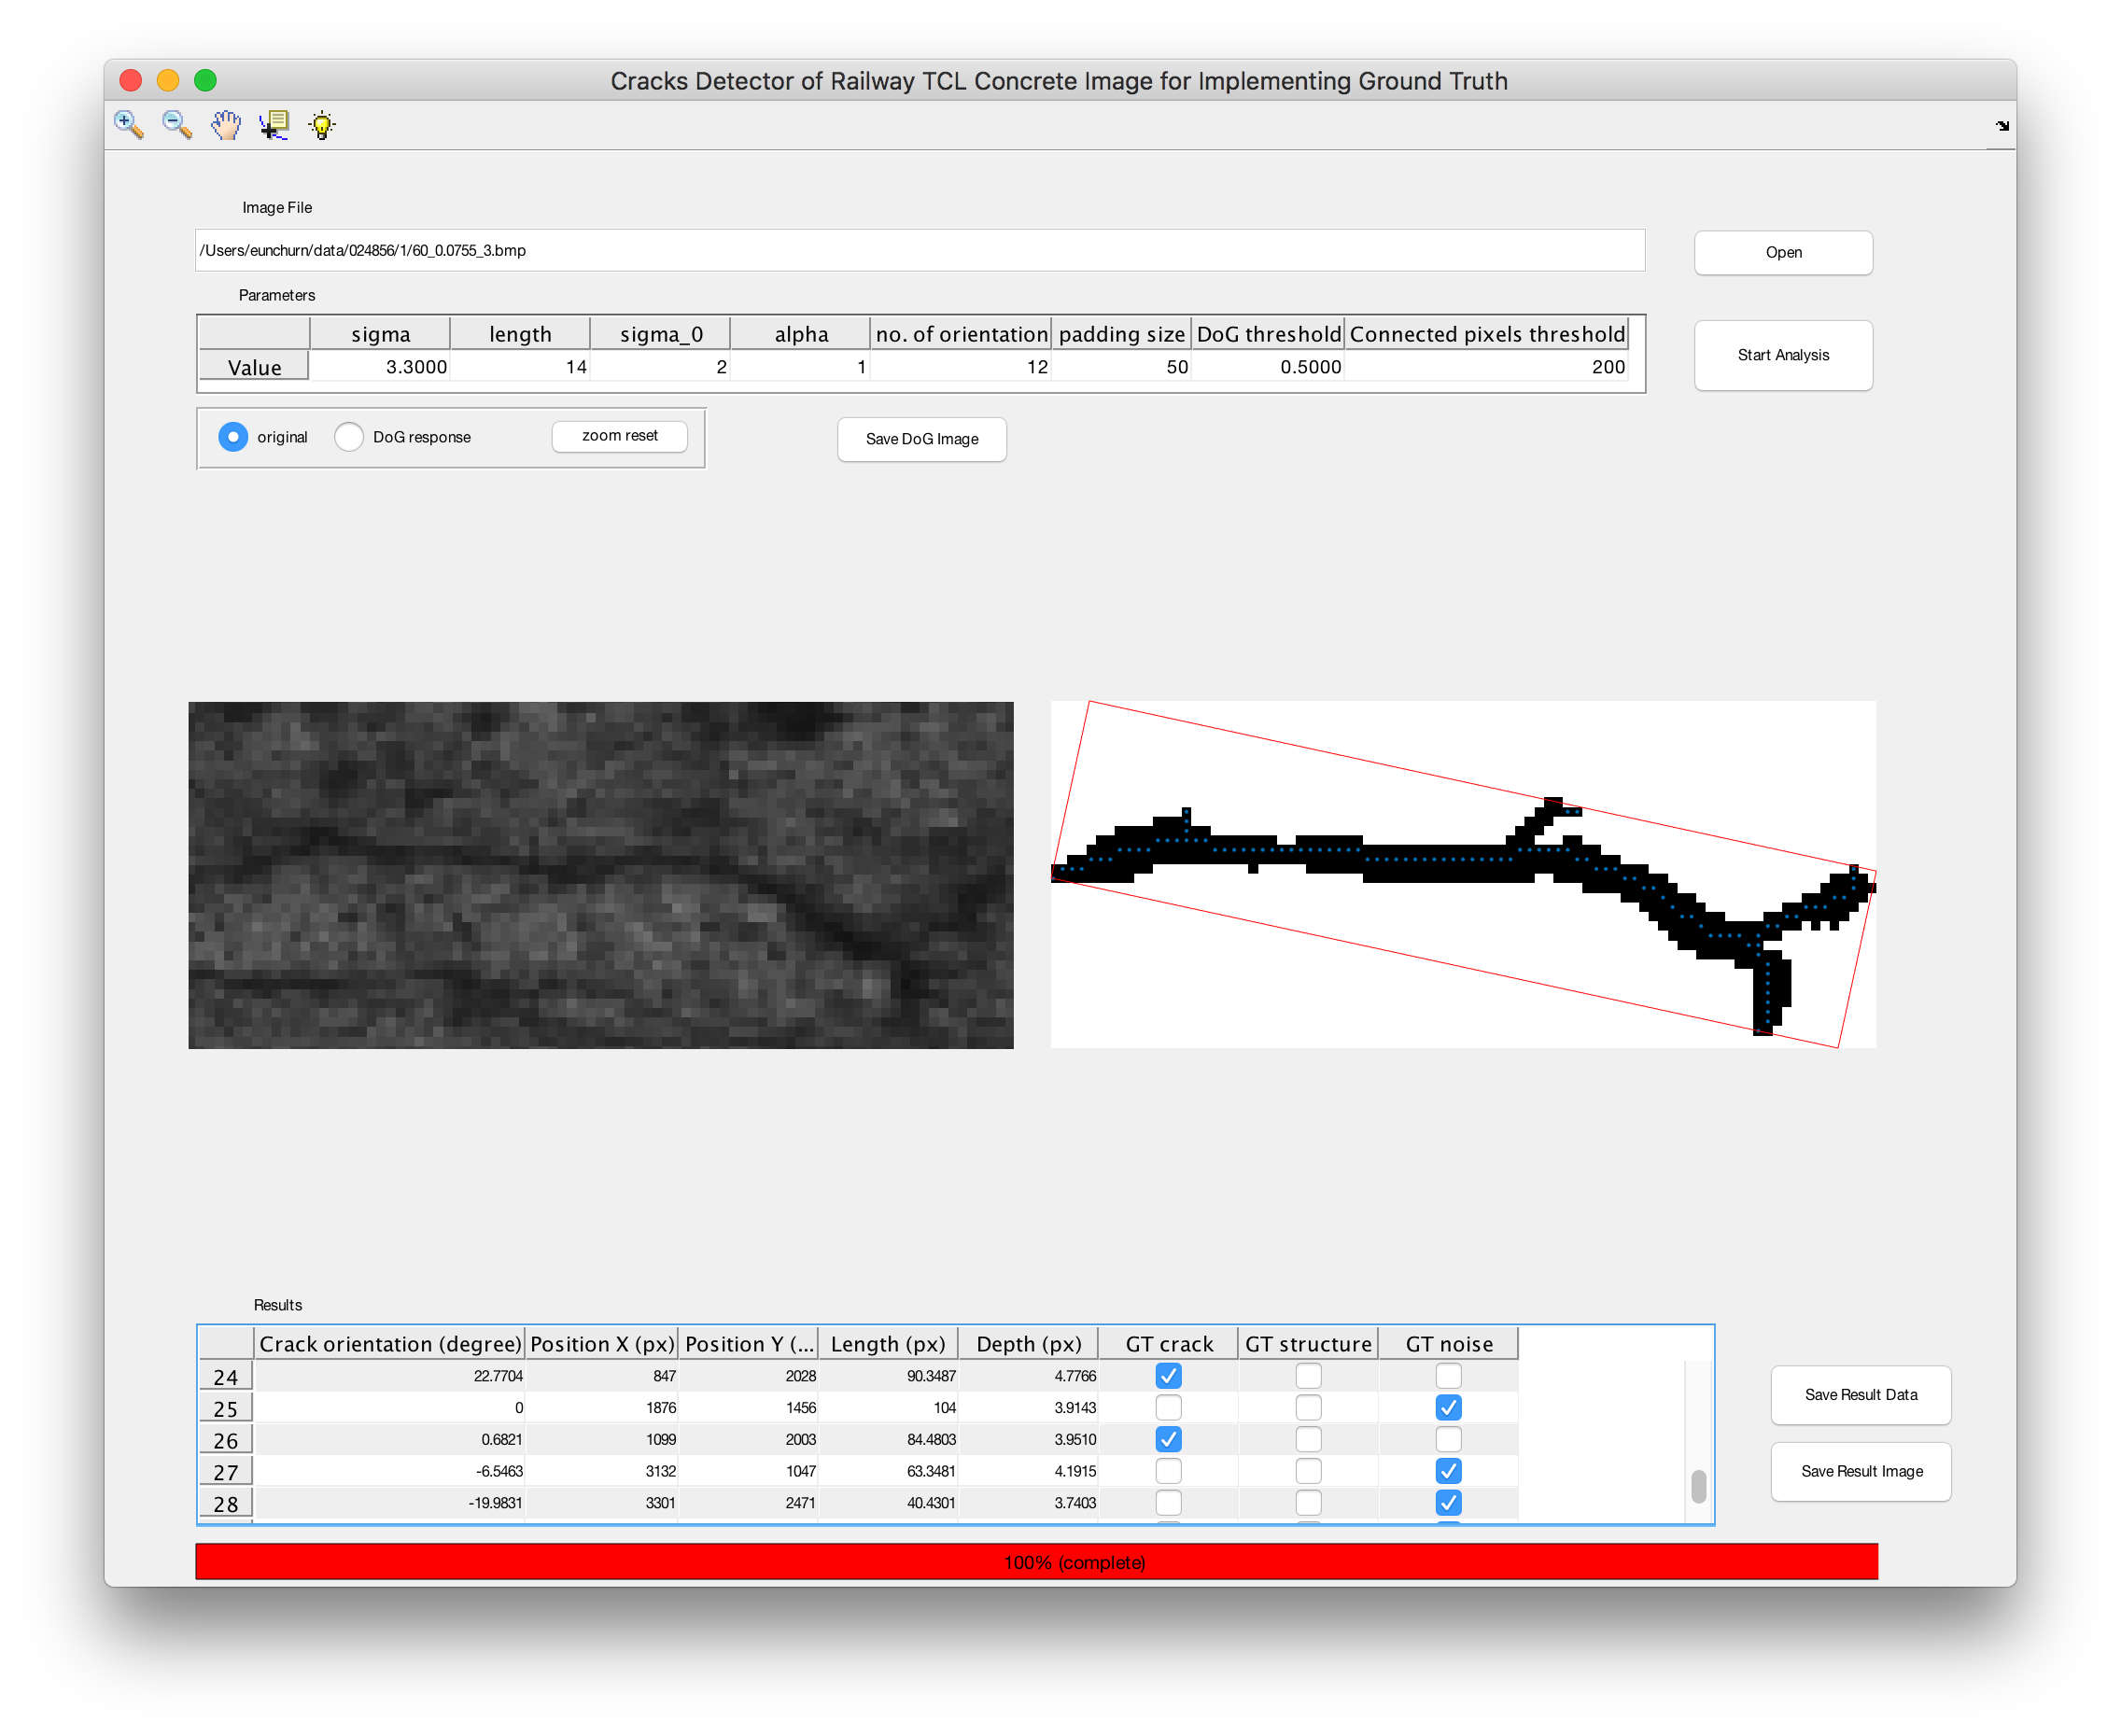 Cracks Detector of Railway TCL Concrete Image for Implementing Ground Truth
Image File
/Users/eunchurn/data/024856/1/60_0.0755_3.bmp
Open
Parameters
sigma length sigma_0 alpha no. of orientation padding size DoG threshold Connected pixels threshold
Value 3.3000 14 2 1 12 50 0.5000 200
Start Analysis
original DoG response zoom reset
Save DoG Image
Results
Crack orientation (degree) Position X (px) Position Y (... Length (px) Depth (px) GT crack GT structure GT noise
24 22.7704 847 2028 90.3487 4.7766
25 0 1876 1456 104 3.9143
26 0.6821 1099 2003 84.4803 3.9510
27 -6.5463 3132 1047 63.3481 4.1915
28 -19.9831 3301 2471 40.4301 3.7403
Save Result Data
Save Result Image
100% (complete)